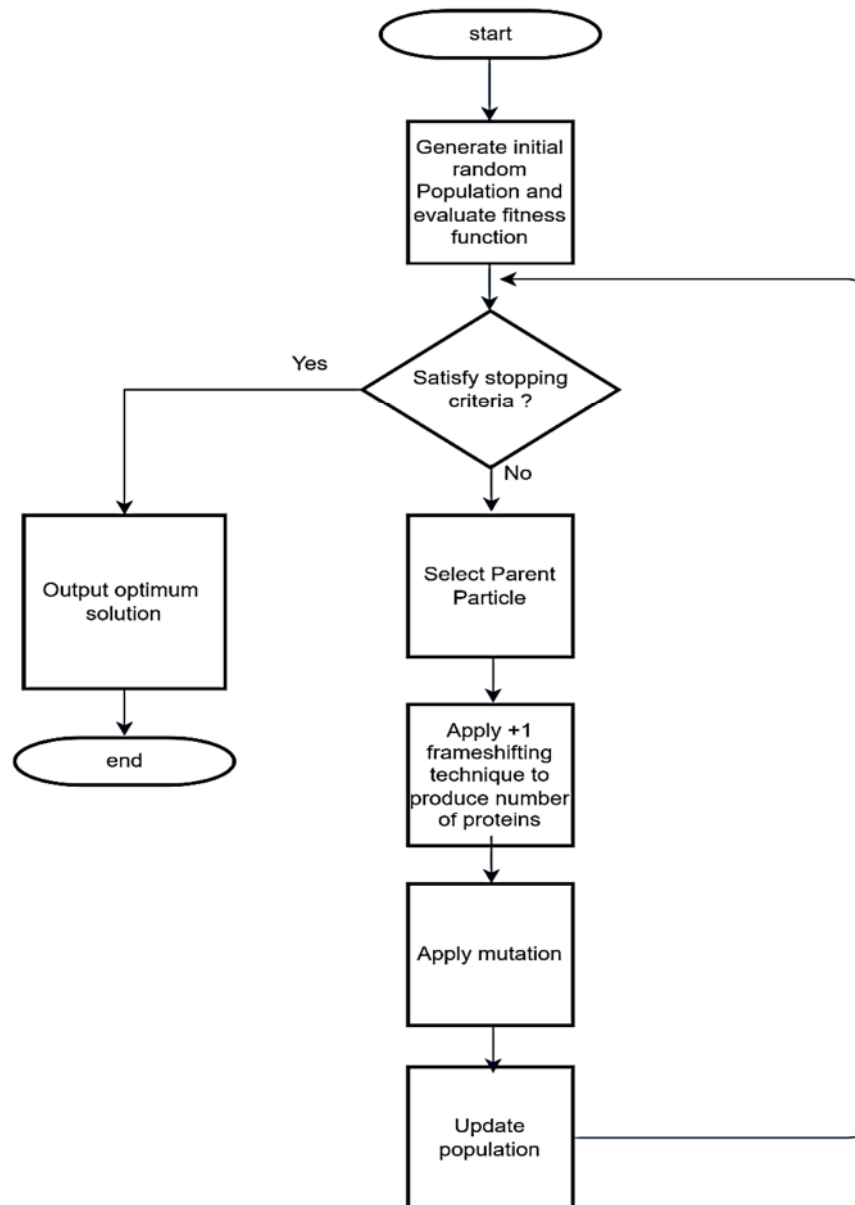 start
Generate initial
random
Population and
evaluate fitness
function
Yes
Satisfy stopping
criteria ?
No
Output optimum
solution
Select Parent
Particle
end
Apply +1
frameshifting
technique to
produce number
of proteins
Apply mutation
Update
population